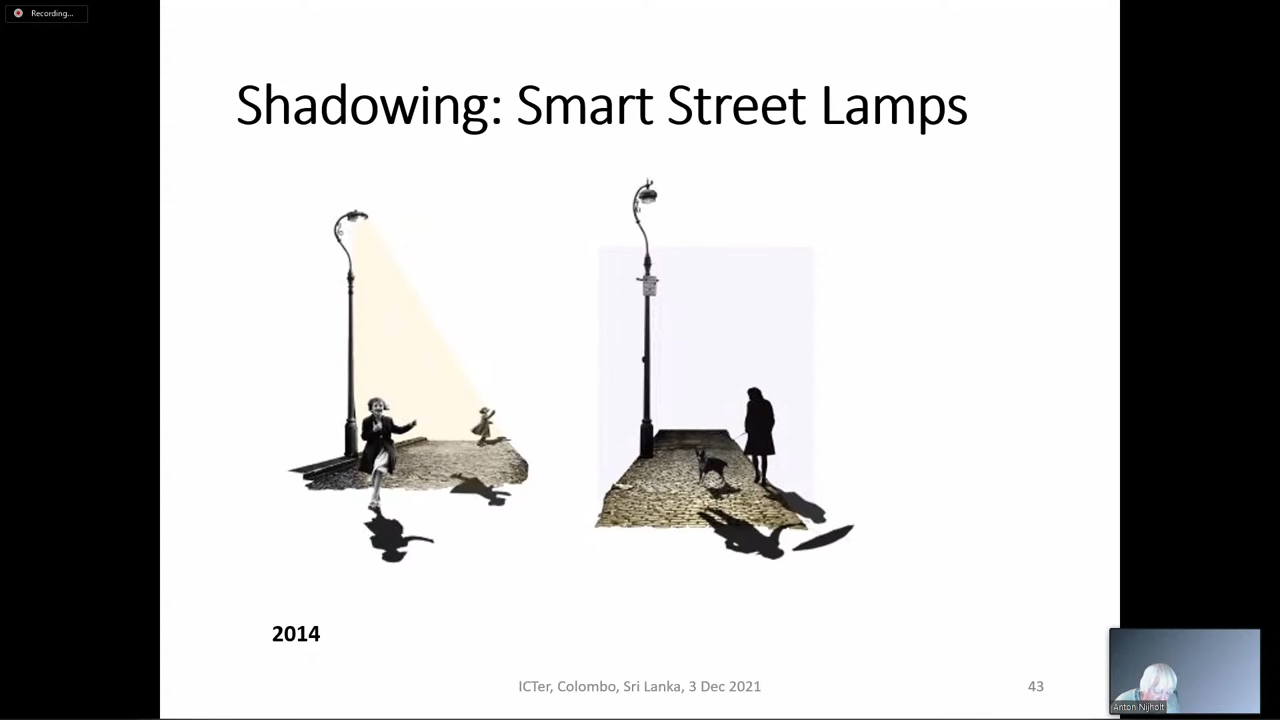 Recording...
Shadowing: Smart Street Lamps
2014
ICTer, Colombo, Sri Lanka, 3 Dec 2021
43
Anton Nijholt